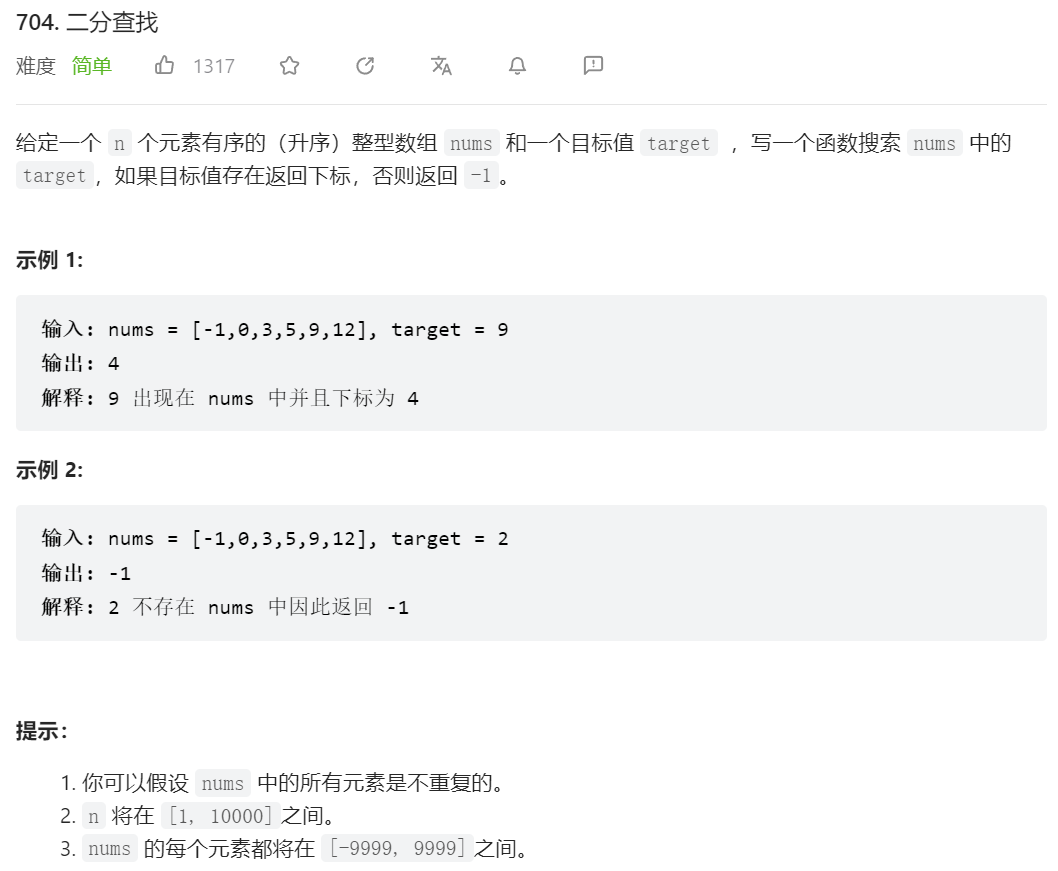 704. 二分查找
难度 简单 1317
给定一个 n 个元素有序的（升序）整型数组 nums 和一个目标值 target ，写一个函数搜索 nums 中的
target，如果目标值存在返回下标，否则返回 -1。
示例 1:
输入: nums = [-1,0,3,5,9,12], target = 9
输出: 4
解释: 9 出现在 nums 中并且下标为 4
示例 2:
输入: nums = [-1,0,3,5,9,12], target = 2
输出: -1
解释: 2 不存在 nums 中因此返回 -1
提示：
1. 你可以假设 nums 中的所有元素是不重复的。
2. n 将在 [1, 10000]之间。
3. nums 的每个元素都将在 [-9999, 9999]之间。